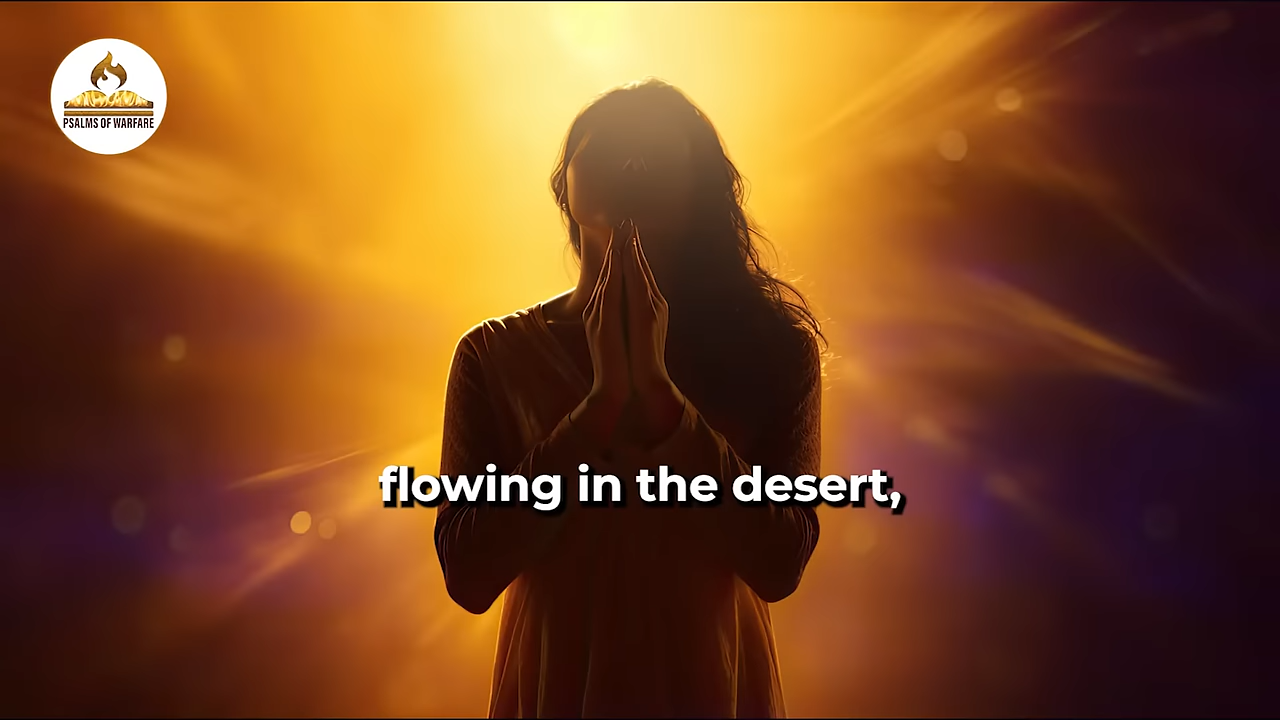 PSALMS OF WARFARE
flowing in the desert,